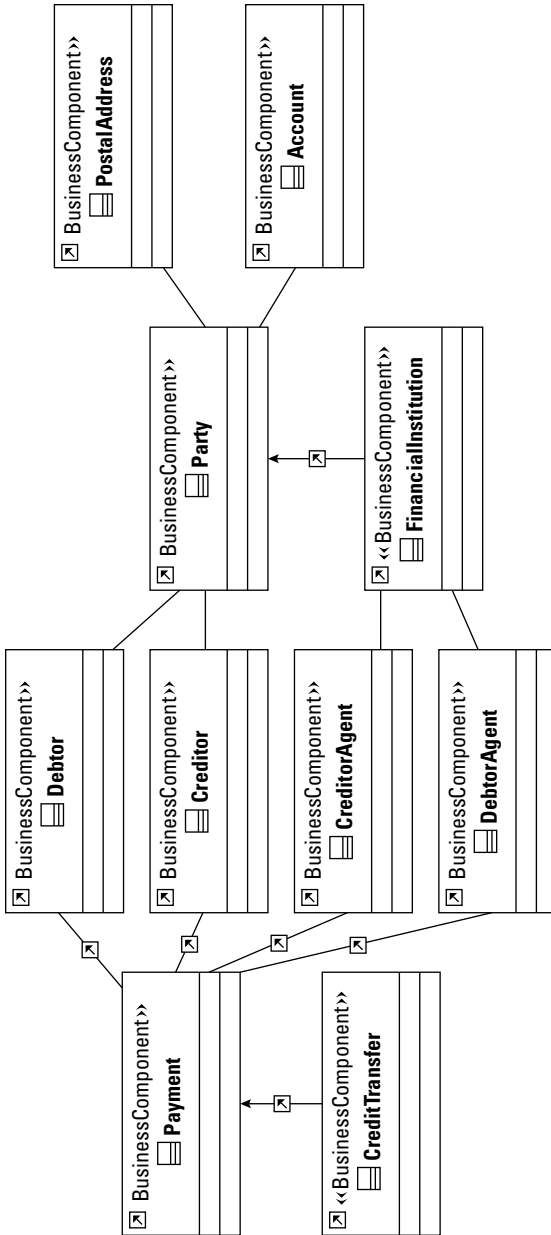 BusinessComponent>>
Payment
<<BusinessComponent>>
CreditTransfer
BusinessComponent>>
Debtor
BusinessComponent>>
Creditor
BusinessComponent>>
CreditorAgent
BusinessComponent>>
DebtorAgent
BusinessComponent>>
Party
<<BusinessComponent>>
FinancialInstitution
BusinessComponent>>
PostalAddress
BusinessComponent>>
Account